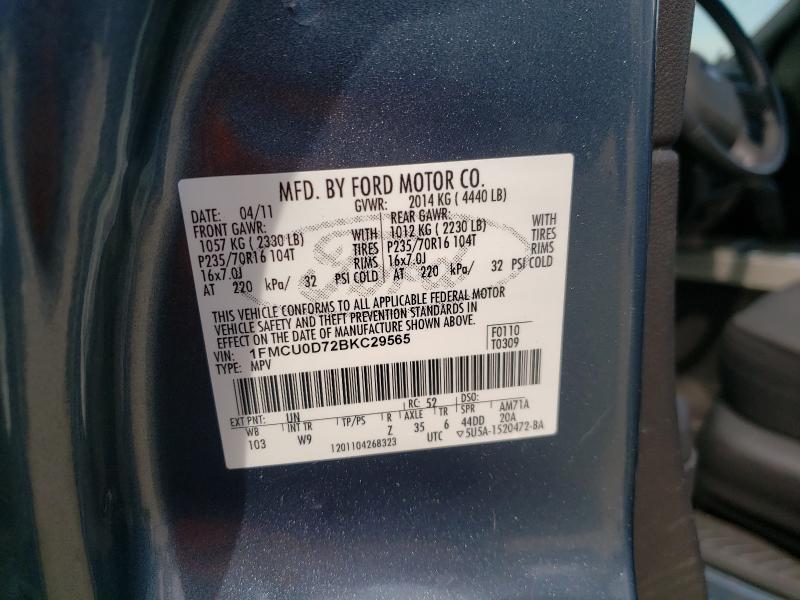 MFD. BY FORD MOTOR CO.
DATE: 04/11 GVWR: 2014 KG ( 4440 LB)
FRONT GAWR: REAR GAWR:
1057 KG ( 2330 LB) WITH 1012 KG ( 2230 LB) WITH
P235/70R16 104T TIRES P235/70R16 104T TIRES
16x7.0J RIMS 16x7.0J RIMS
AT 220 kPa/ 32 PSI COLD AT 220 kPa/ 32 PSI COLD
Ford
THIS VEHICLE CONFORMS TO ALL APPLICABLE FEDERAL MOTOR
VEHICLE SAFETY AND THEFT PREVENTION STANDARDS IN
EFFECT ON THE DATE OF MANUFACTURE SHOWN ABOVE.
VIN: 1FMCU0D72BKC29565 F0110
TYPE: MPV T0309
EXT PNT: UN RC: 52 DSO:
WB INT TR TP/PS R AXLE TR SPR AM71A
103 W9 Z 35 6 44DD 20A
1201104268323 UTC ▽5U5A-1520472-BA